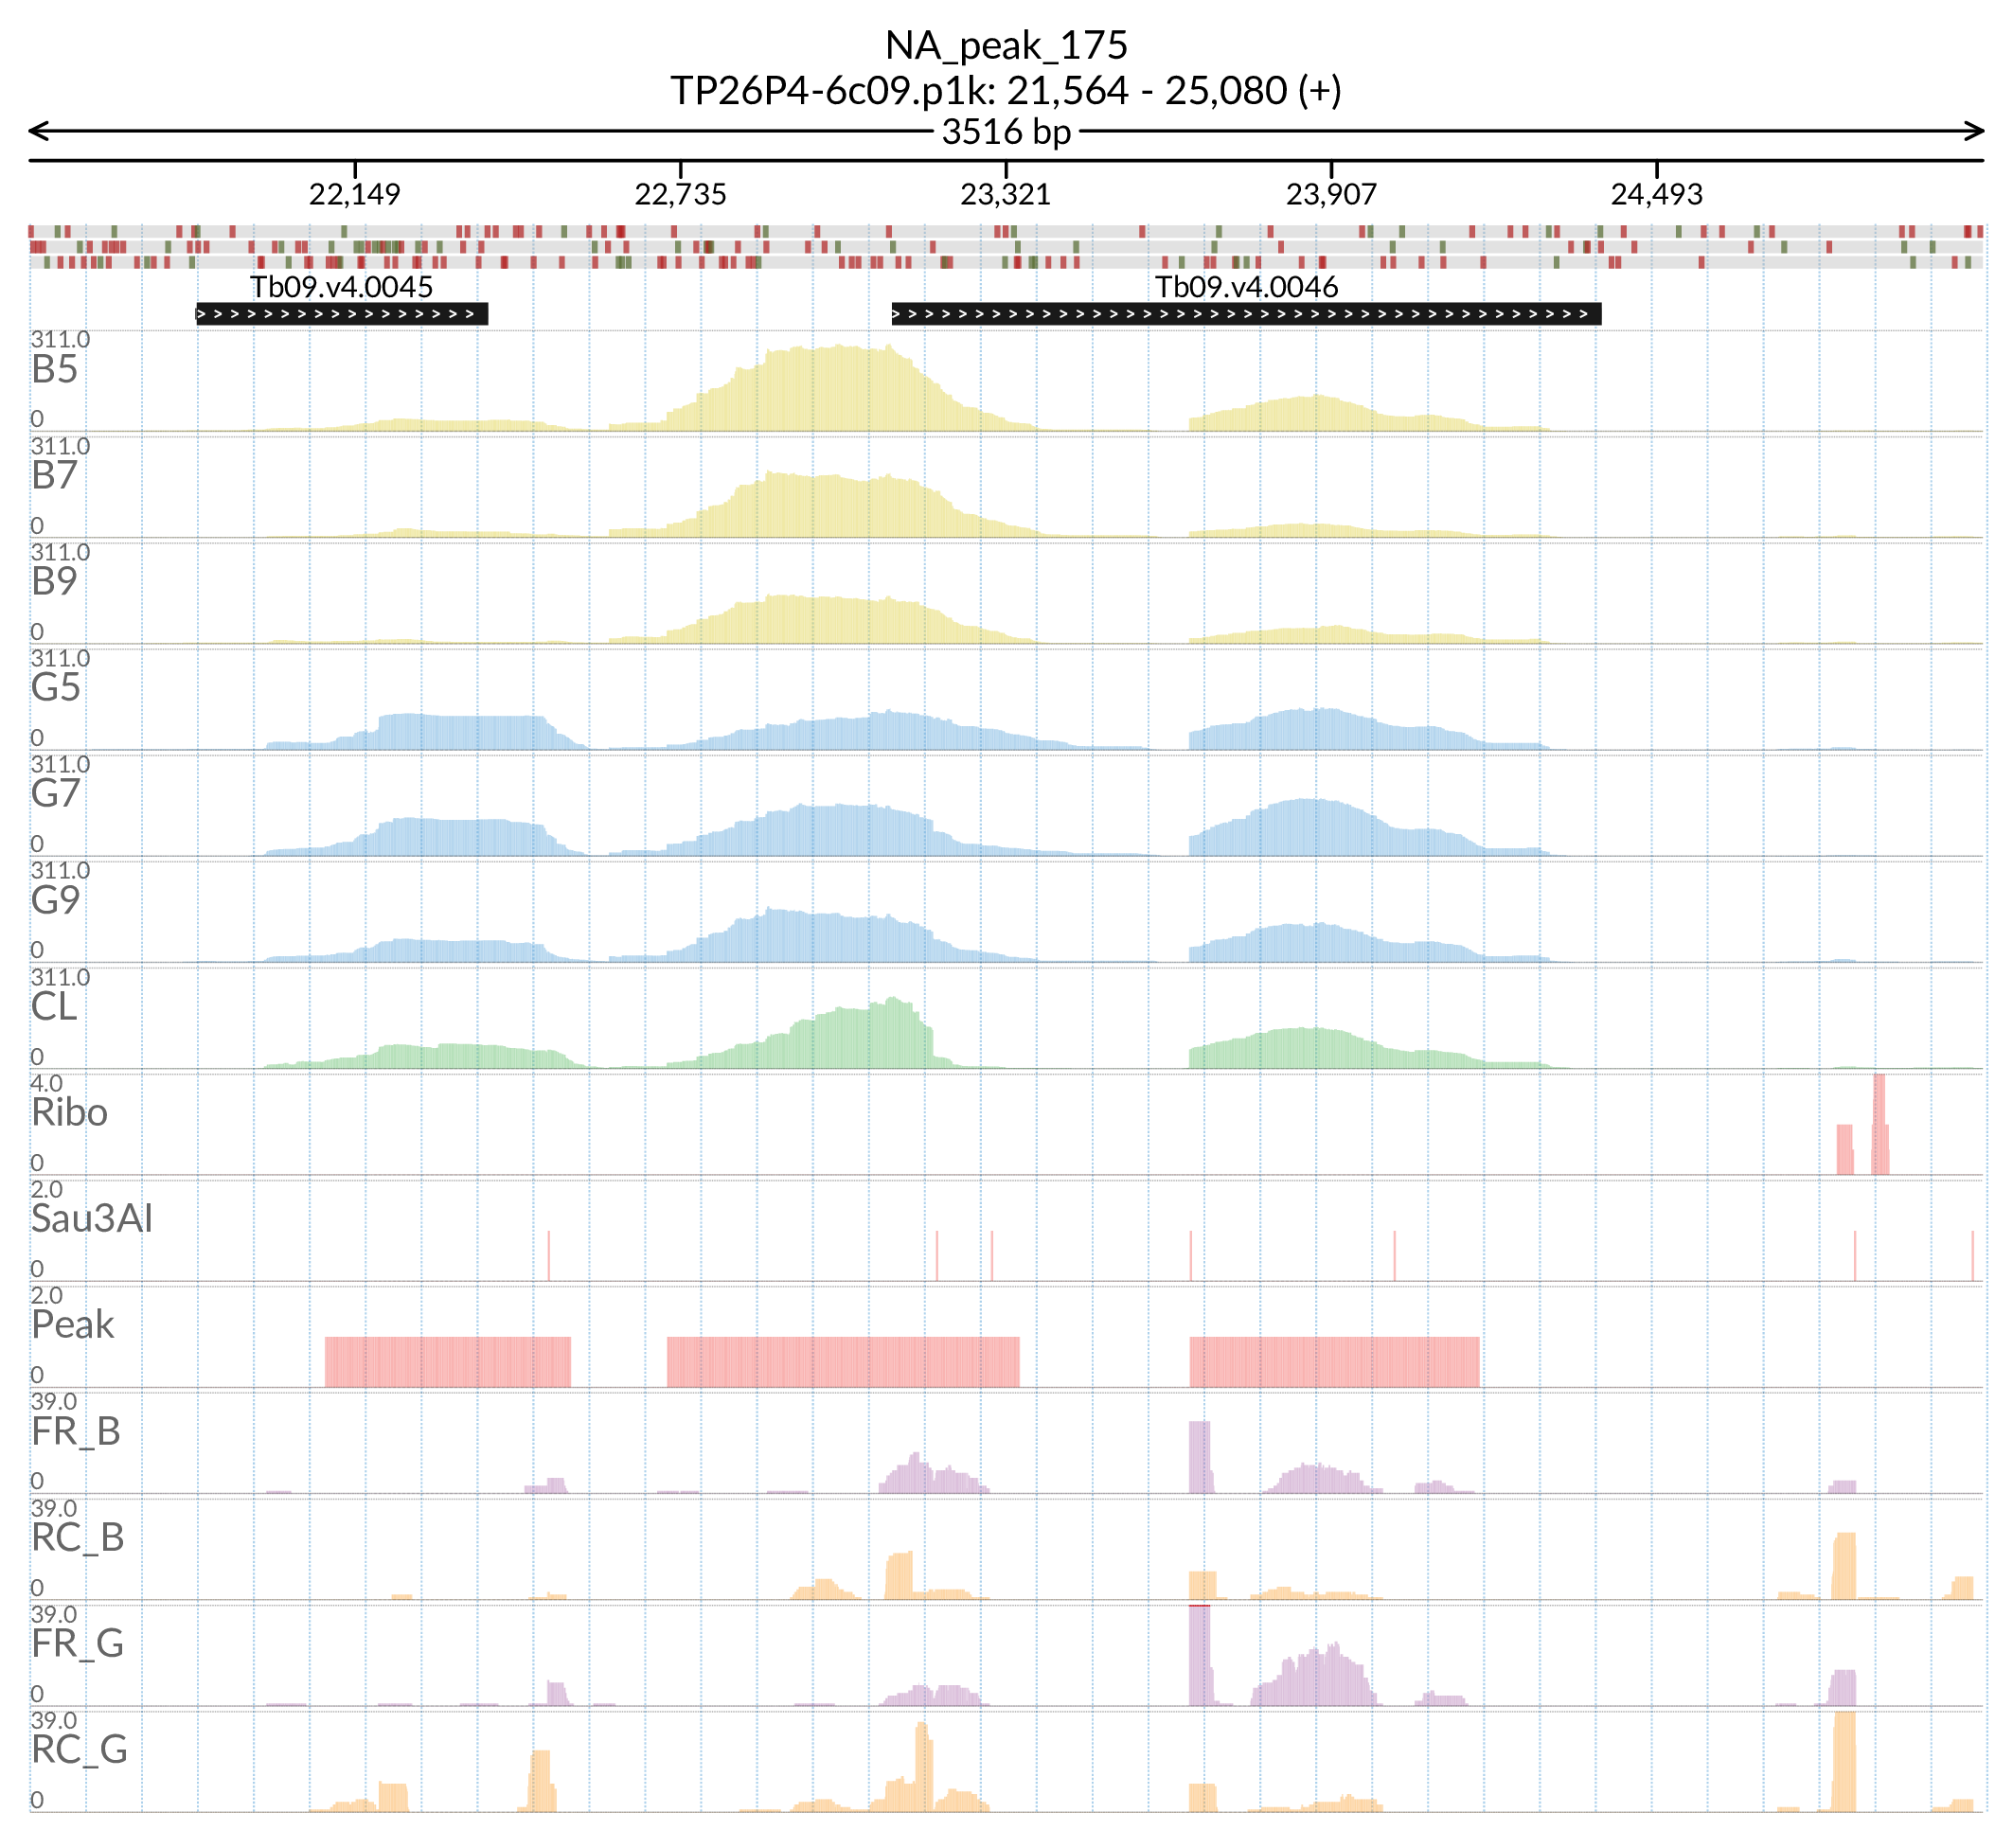 NA_peak_175
TP26P4-6c09.p1k: 21,564 - 25,080 (+)
3516 bp
22,149 22,735 23,321 23,907 24,493
Tb09.v4.0045 Tb09.v4.0046
311.0
B5
0
311.0
B7
0
311.0
B9
0
311.0
G5
0
311.0
G7
0
311.0
G9
0
311.0
CL
0
4.0
Ribo
0
2.0
Sau3AI
0
2.0
Peak
0
39.0
FR_B
0
39.0
RC_B
0
39.0
FR_G
0
39.0
RC_G
0